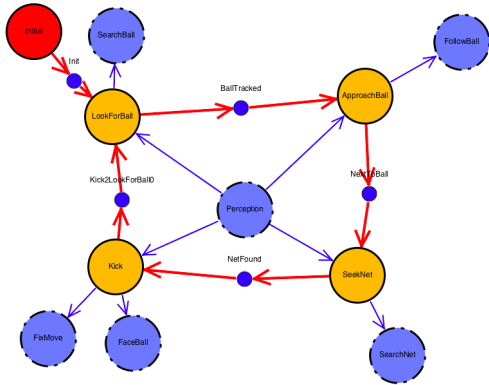 Initial
SearchBall
FollowBall
Init
BallTracked
ApproachBall
LookForBall
Kick2LookForBall0
NextToBall
Perception
NetFound
Kick
SeekNet
FixMove
FaceBall
SearchNet